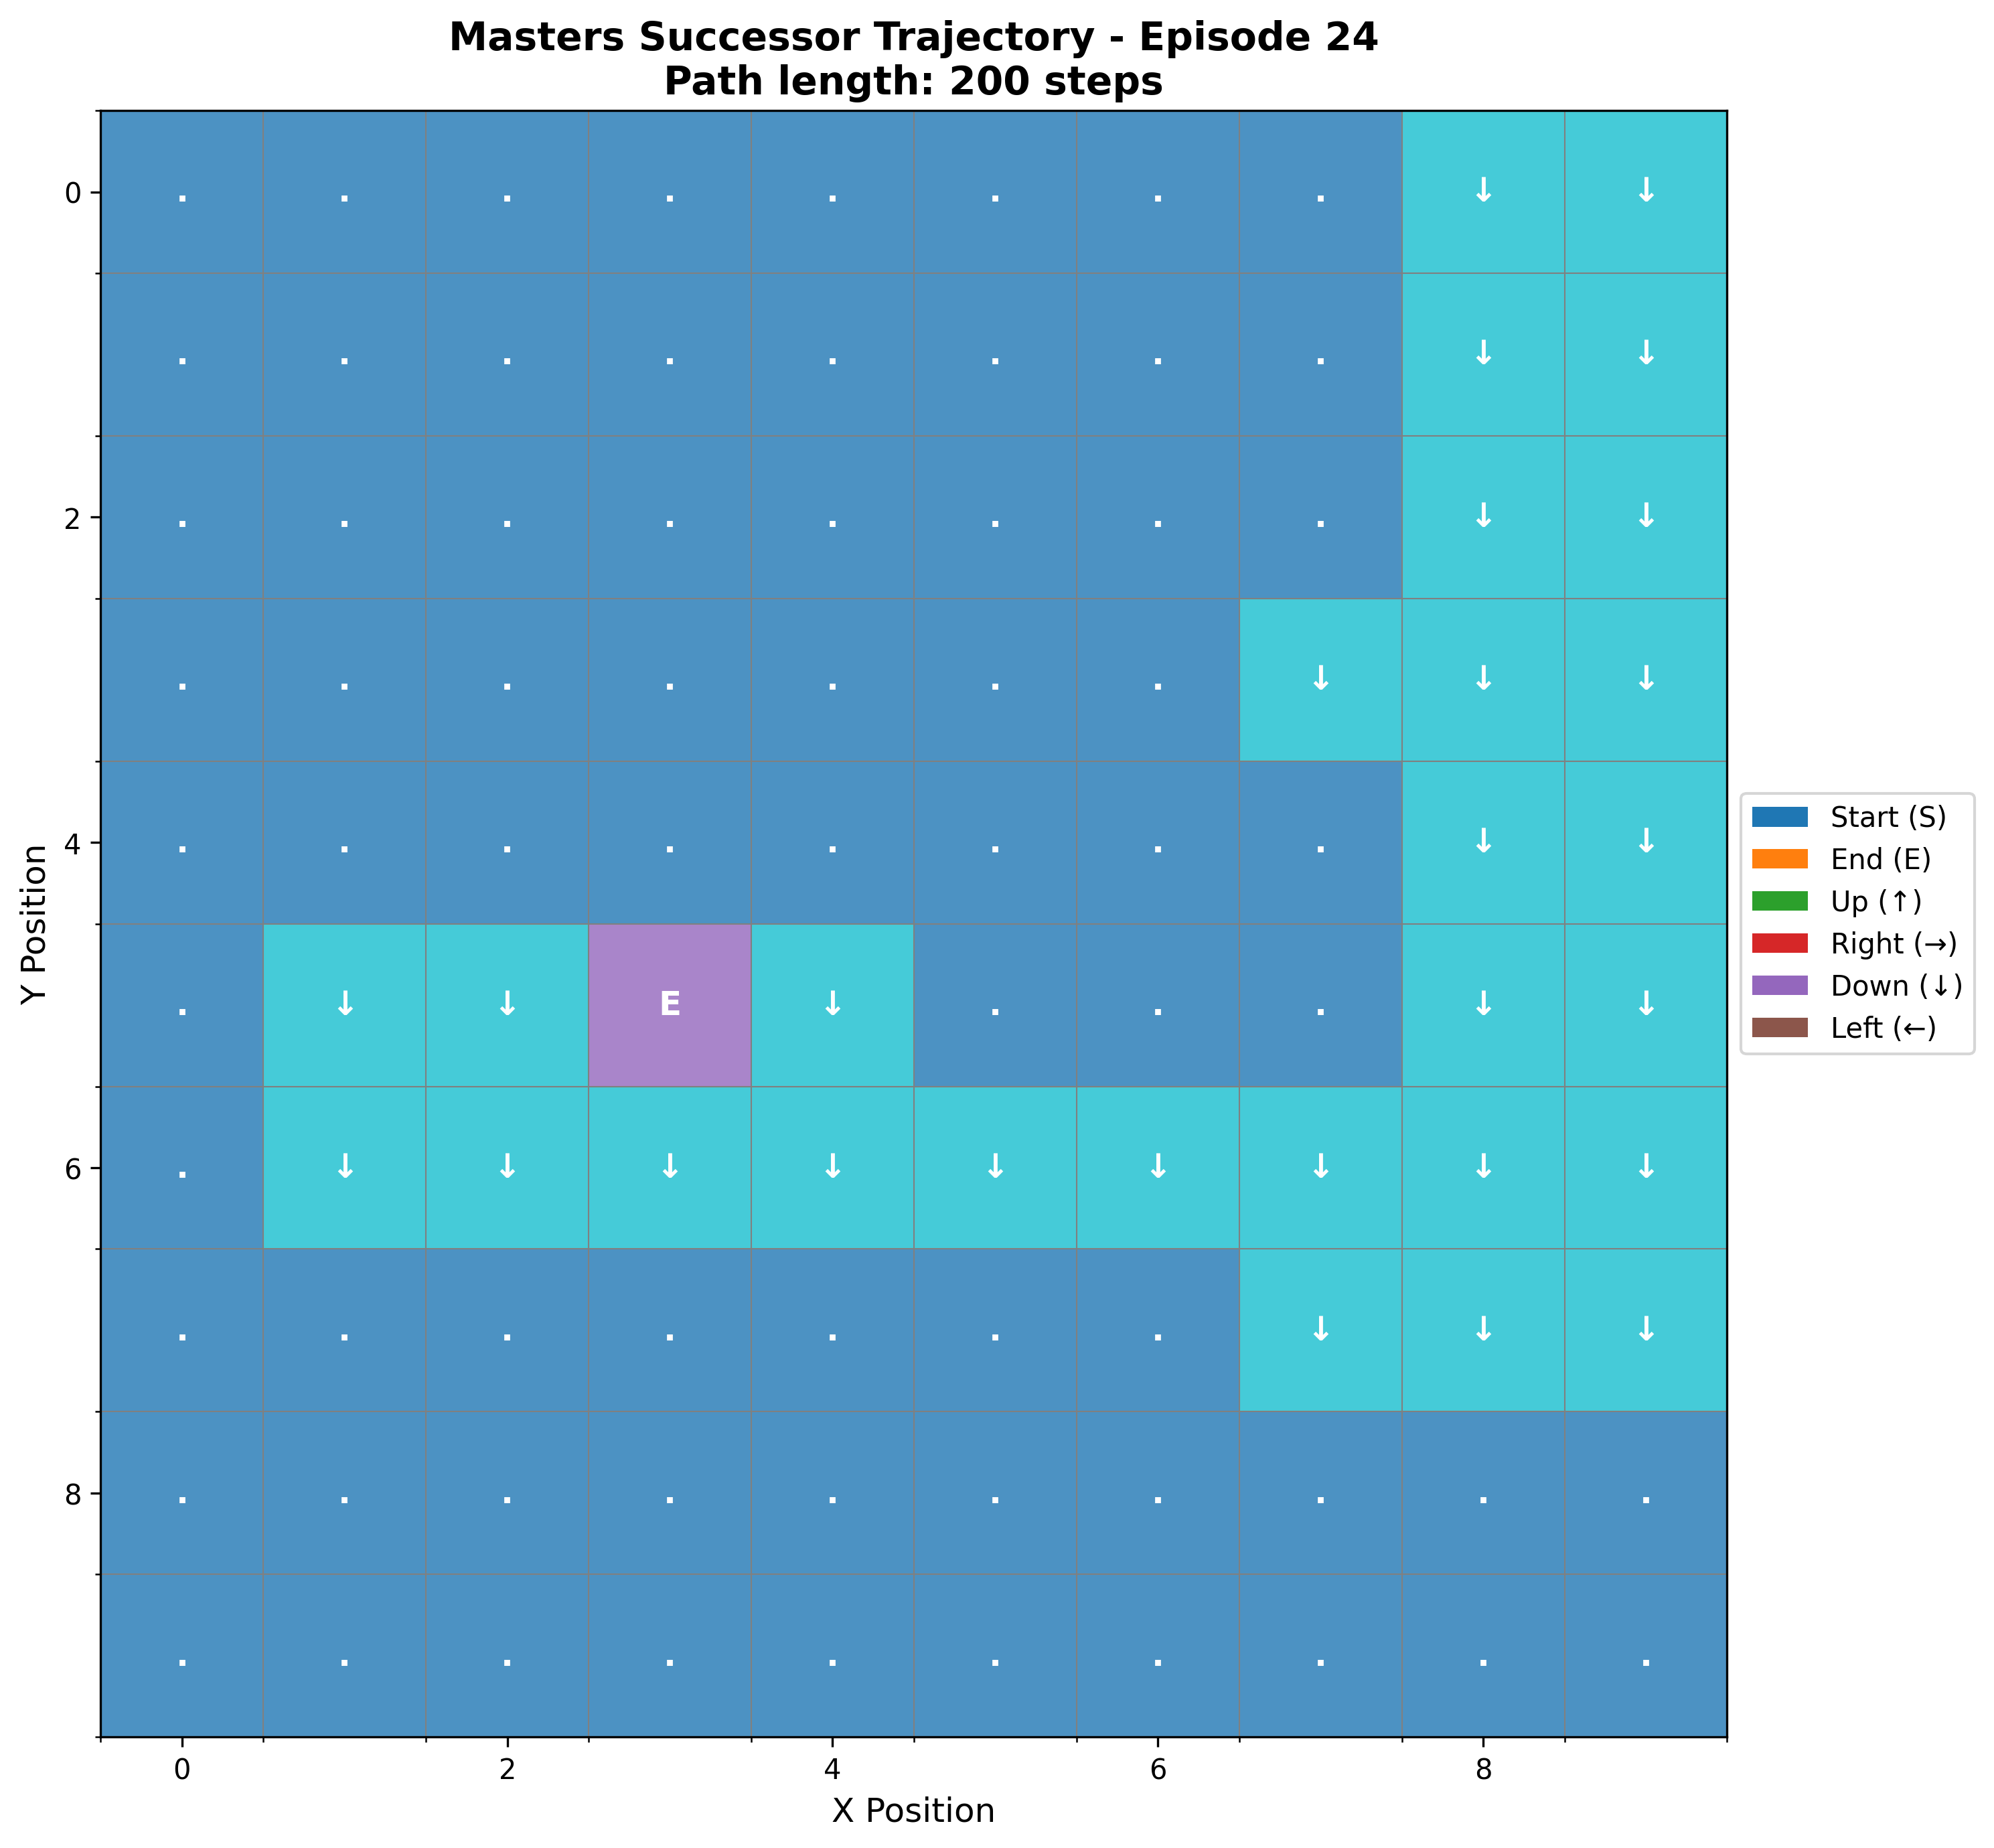 Masters Successor Trajectory - Episode 24
Path length: 200 steps
0 . . . . . . . . ↓ ↓
. . . . . . . . ↓ ↓
2 . . . . . . . . ↓ ↓
. . . . . . . ↓ ↓ ↓
4 . . . . . . . . ↓ ↓
. ↓ ↓ E ↓ . . . ↓ ↓
6 . ↓ ↓ ↓ ↓ ↓ ↓ ↓ ↓ ↓
. . . . . . . ↓ ↓ ↓
8 . . . . . . . . . .
. . . . . . . . . .
0 2 4 6 8
X Position
Y Position
Start (S)
End (E)
Up (↑)
Right (→)
Down (↓)
Left (←)